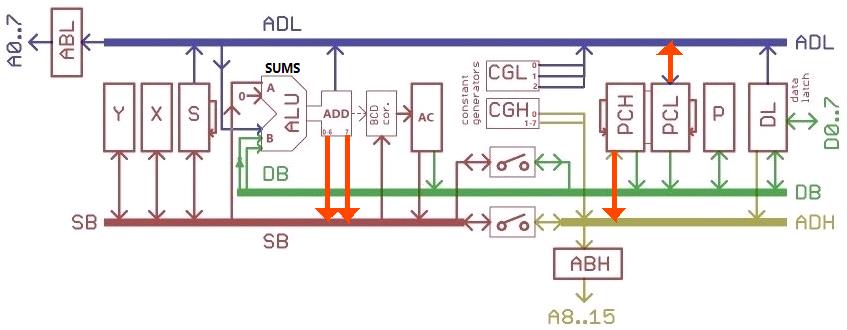 ADL
A0..7
ABL
ADL
SUMS
Y
X
S
0
A
B
ALU
ADD
0-6 7
BCD
cor.
AC
constant
generators
CGL
0
1
2
CGH
0
1-7
PCH
PCL
P
DL
data
latch
D0..7
DB
DB
SB
SB
ADH
ABH
A8..15